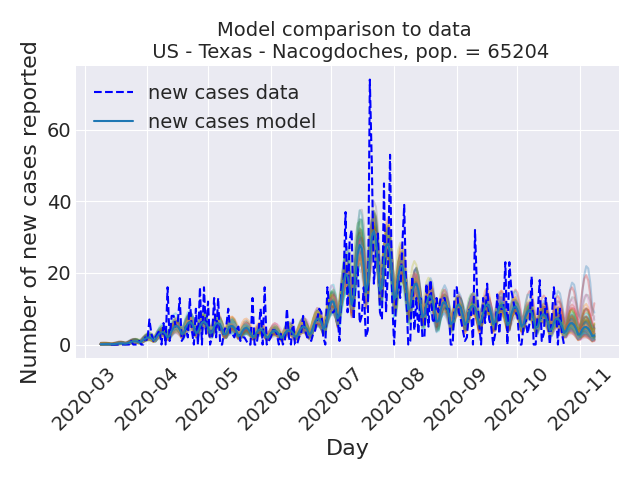 Model comparison to data
US - Texas - Nacogdoches, pop. = 65204
new cases data
new cases model
Number of new cases reported
60
40
20
0
2020-03
2020-04
2020-05
2020-06
2020-07
2020-08
2020-09
2020-10
2020-11
Day